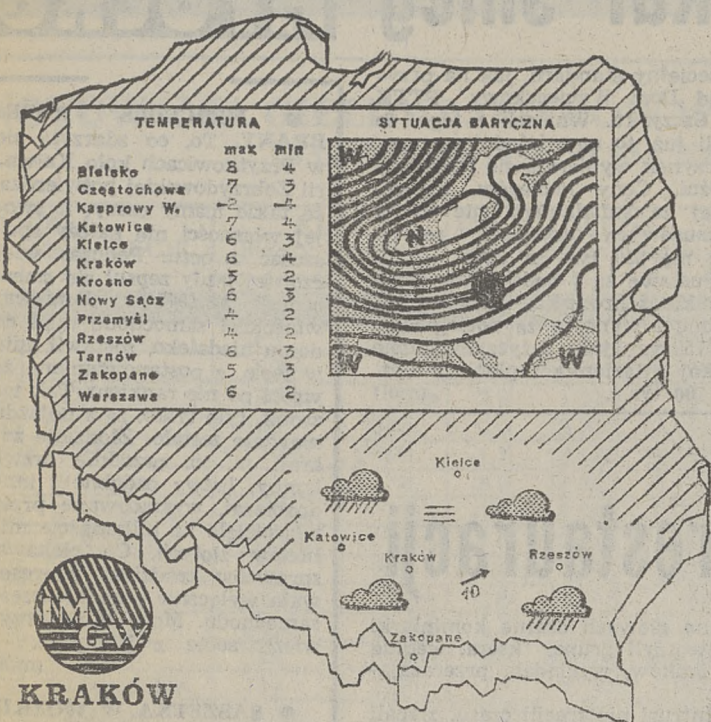 TEMPERATURA
max min
Bielsko 8 4
Częstochowa 7 3
Kasprowy W. -2 -4
Katowice 7 4
Kielce 6 3
Kraków 6 4
Krosno 5 2
Nowy Sącz 6 3
Przemyśl 4 2
Rzeszów 4 2
Tarnów 6 3
Zakopane 5 3
Warszawa 6 2
SYTUACJA BARYCZNA
W
N
W
W
Kielce
Katowice
Kraków
Rzeszów
10
Zakopane
IM
GW
KRAKÓW